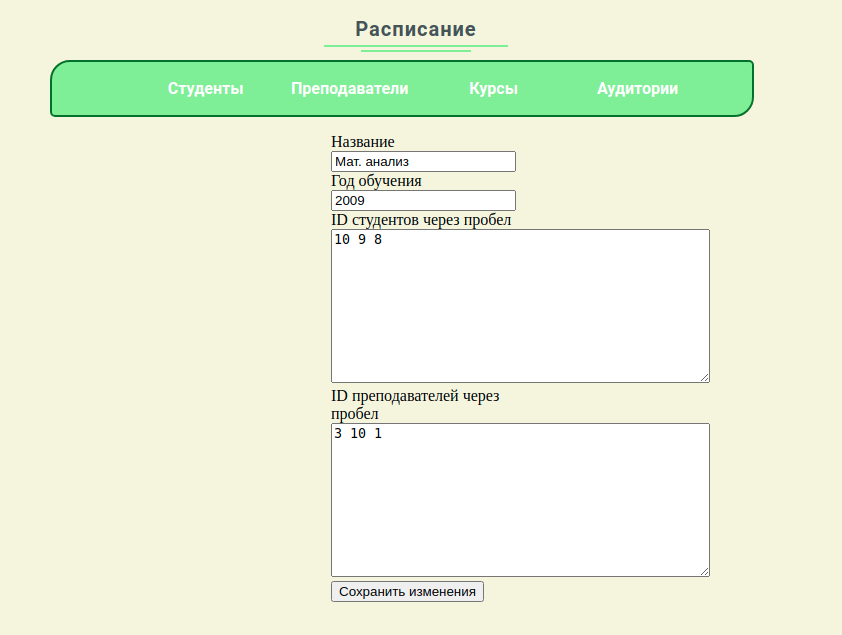 Расписание
Студенты Преподаватели Курсы Аудитории
Название
Мат. анализ
Год обучения
2009
ID студентов через пробел
10 9 8
ID преподавателей через
пробел
3 10 1
Сохранить изменения